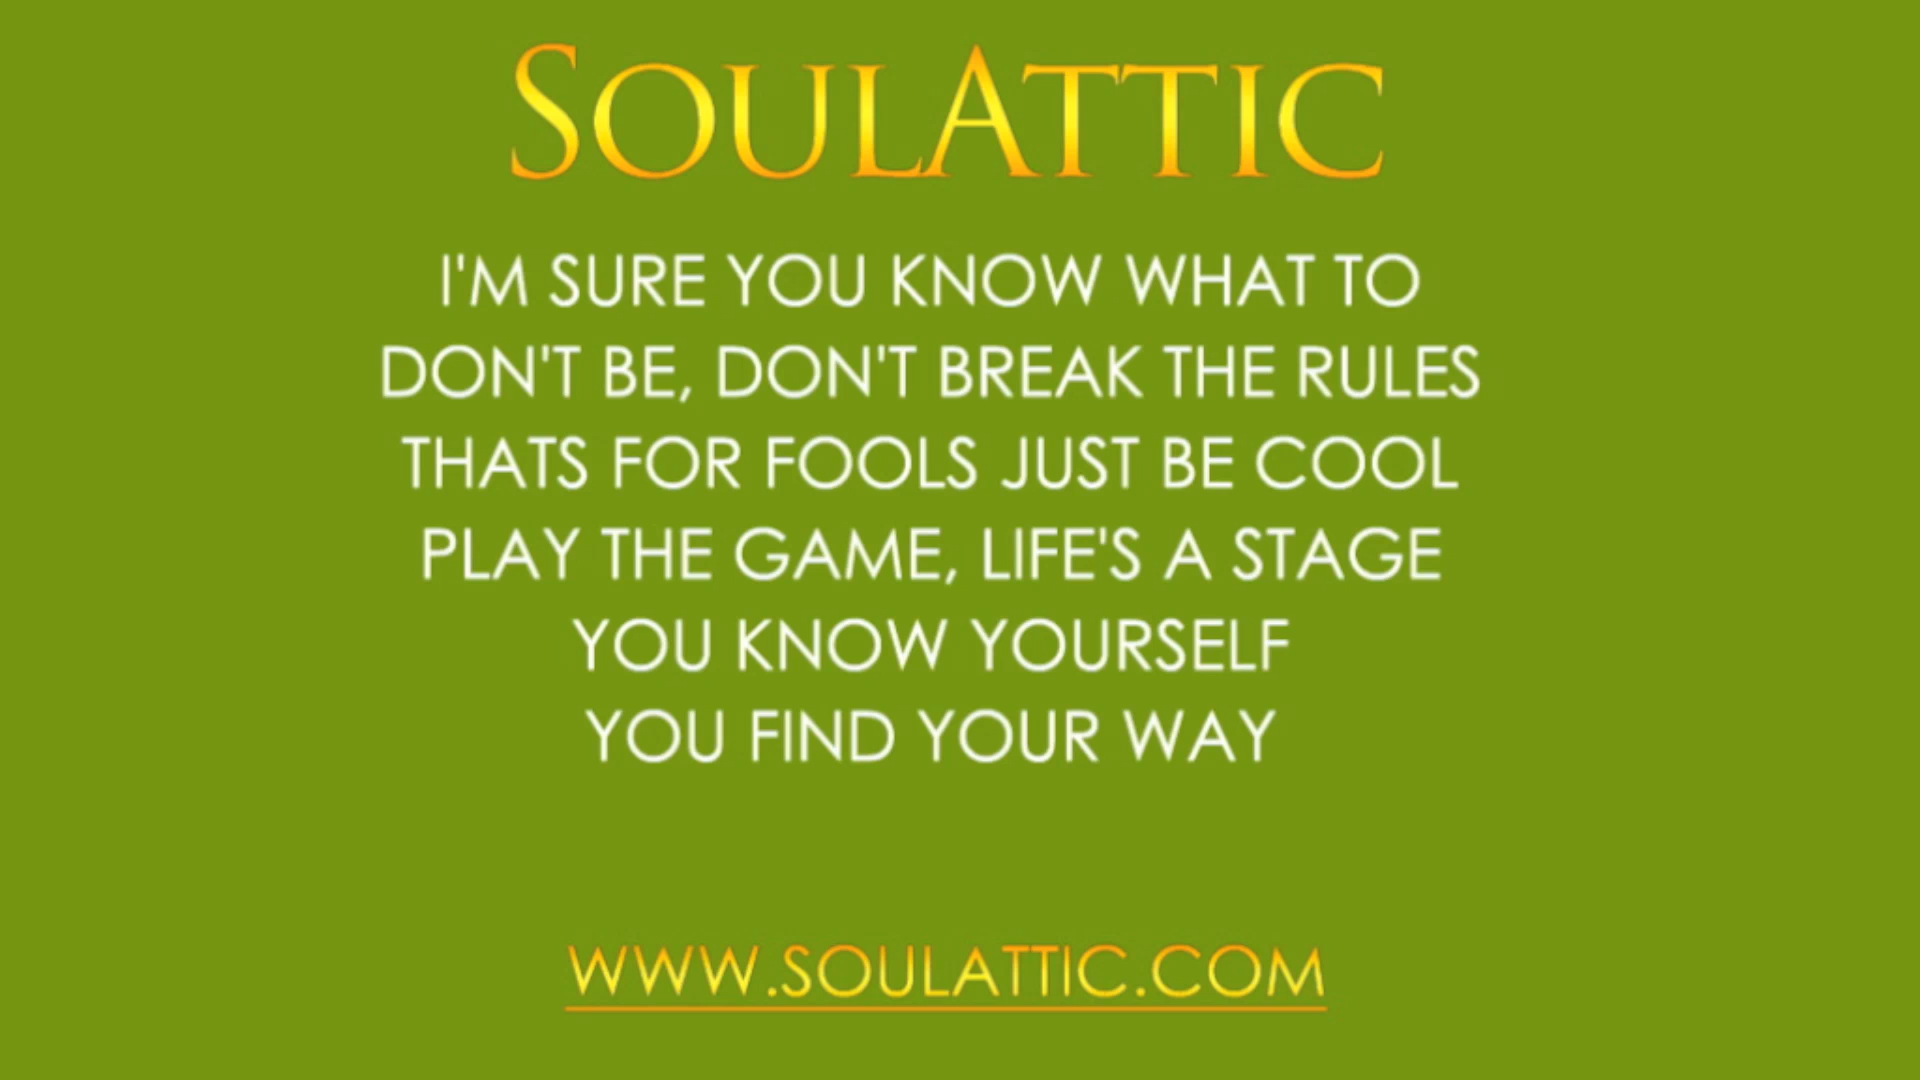 SOULATTIC
I'M SURE YOU KNOW WHAT TO
DON'T BE, DON'T BREAK THE RULES
THATS FOR FOOLS JUST BE COOL
PLAY THE GAME, LIFE'S A STAGE
YOU KNOW YOURSELF
YOU FIND YOUR WAY
WWW.SOULATTIC.COM